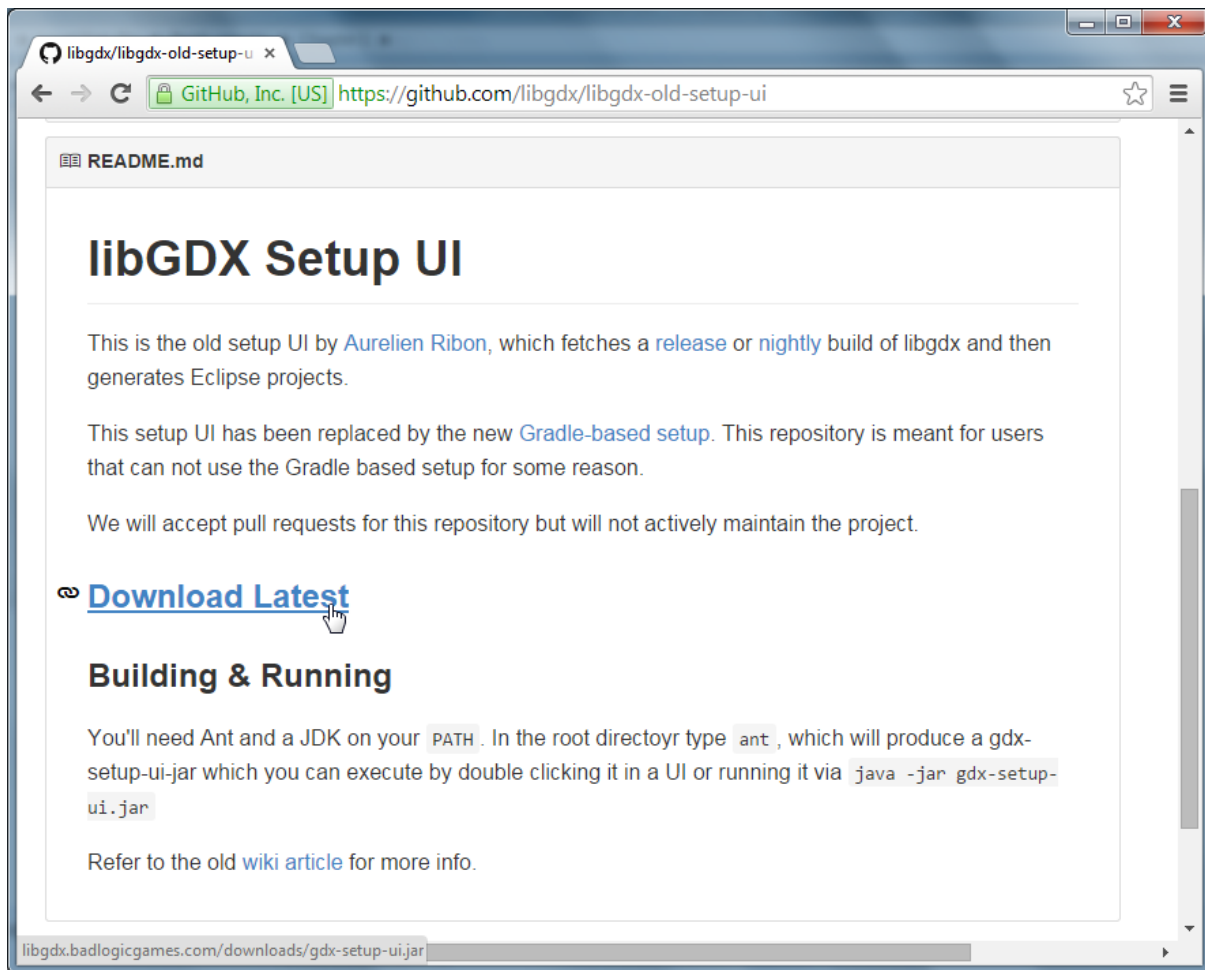 libgdx/libgdx-old-setup-u
GitHub, Inc. [US] https://github.com/libgdx/libgdx-old-setup-ui
README.md
libGDX Setup UI
This is the old setup UI by Aurelien Ribon, which fetches a release or nightly build of libgdx and then
generates Eclipse projects.
This setup UI has been replaced by the new Gradle-based setup. This repository is meant for users
that can not use the Gradle based setup for some reason.
We will accept pull requests for this repository but will not actively maintain the project.
Download Latest
Building & Running
You'll need Ant and a JDK on your PATH . In the root directoyr type ant , which will produce a gdx-
setup-ui-jar which you can execute by double clicking it in a UI or running it via java -jar gdx-setup-
ui.jar
Refer to the old wiki article for more info.
libgdx.badlogicgames.com/downloads/gdx-setup-ui.jar